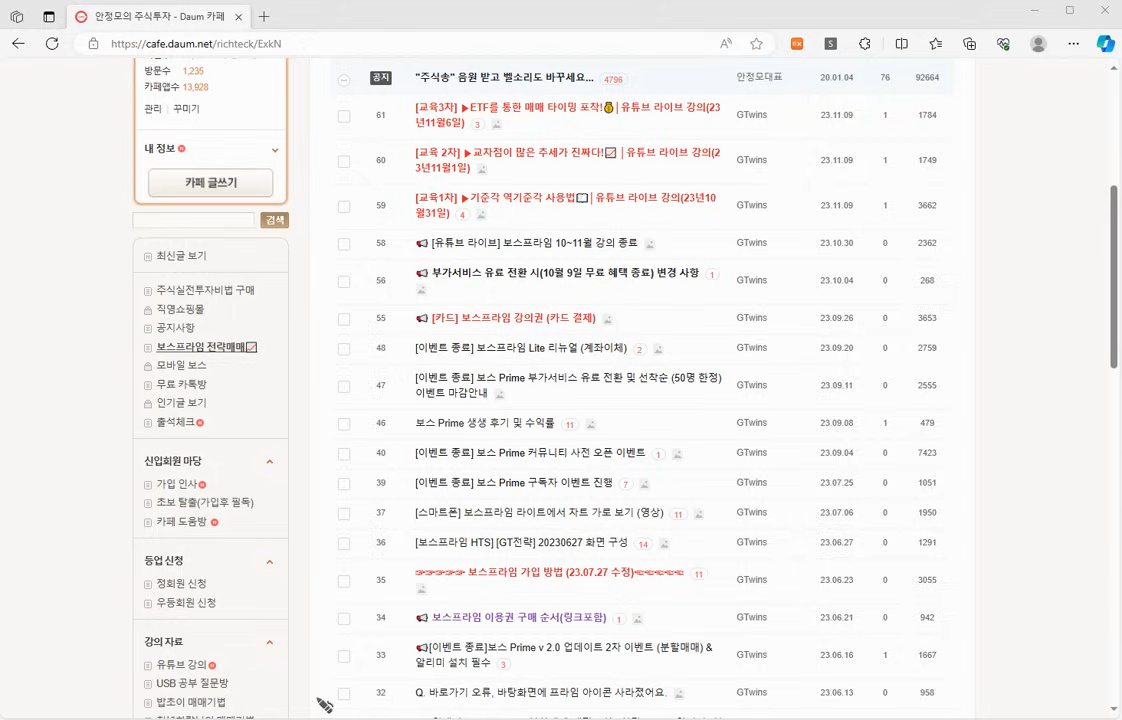 안정모의 주식투자 - Daum 카페
https://cafe.daum.net/richteck/ExkN
방문수 1,235
카페앱수 13,928
관리 꾸미기
내 정보
카페 글쓰기
검색
최신글 보기
주식실전투자비법 구매
직영쇼핑몰
공지사항
보스프라임 전략매매📈
모바일 보스
무료 카톡방
인기글 보기
출석체크
신입회원 마당
가입 인사
초보 탈출(가입후 필독)
카페 도움방
등업 신청
정회원 신청
우등회원 신청
강의 자료
유튜브 강의
USB 공부 질문방
밥초이 매매기법
공지 "주식송" 음원 받고 벨소리도 바꾸세요... 4796 안정모대표 20.01.04 76 92664
61 [교육3자] ▶ETF를 통한 매매 타이밍 포착!💰│유튜브 라이브 강의(23
년11월6일) 3 GTwins 23.11.09 1 1784
60 [교육 2자] ▶교차점이 많은 추세가 진짜다!📈 │유튜브 라이브 강의(2
3년11월1일) GTwins 23.11.09 1 1749
59 [교육1차] ▶기준각 역기준각 사용법📖│유튜브 라이브 강의(23년10
월31일) 4 GTwins 23.11.09 1 3662
58 📢 [유튜브 라이브] 보스프라임 10~11월 강의 종료 GTwins 23.10.30 0 2362
56 📢 부가서비스 유료 전환 시(10월 9일 무료 혜택 종료) 변경 사항 1 GTwins 23.10.04 0 268
55 📢 [카드] 보스프라임 강의권 (카드 결제) GTwins 23.09.26 0 3653
48 [이벤트 종료] 보스프라임 Lite 리뉴얼 (계좌이체) 2 GTwins 23.09.20 0 2759
47 [이벤트 종료] 보스 Prime 부가서비스 유료 전환 및 선착순 (50명 한정)
이벤트 마감안내 GTwins 23.09.11 0 2555
46 보스 Prime 생생 후기 및 수익률 11 GTwins 23.09.08 1 479
40 [이벤트 종료] 보스 Prime 커뮤니티 사전 오픈 이벤트 1 GTwins 23.09.04 0 7423
39 [이벤트 종료] 보스 Prime 구독자 이벤트 진행 7 GTwins 23.07.25 0 1051
37 [스마트폰] 보스프라임 라이트에서 차트 가로 보기 (영상) 11 GTwins 23.07.06 0 1950
36 [보스프라임 HTS] [GT전략] 20230627 화면 구성 14 GTwins 23.06.27 0 1291
35 👉👉👉👉👉 보스프라임 가입 방법 (23.07.27 수정)👈👈👈👈👈 11 GTwins 23.06.23 0 3055
34 📢 보스프라임 이용권 구매 순서(링크포함) 1 GTwins 23.06.21 0 942
33 📢[이벤트 종료]보스 Prime v 2.0 업데이트 2차 이벤트 (분할매매) &
알리미 설치 필수 3 GTwins 23.06.16 1 1667
32 Q. 바로가기 오류, 바탕화면에 프라임 아이콘 사라졌어요. GTwins 23.06.13 0 958